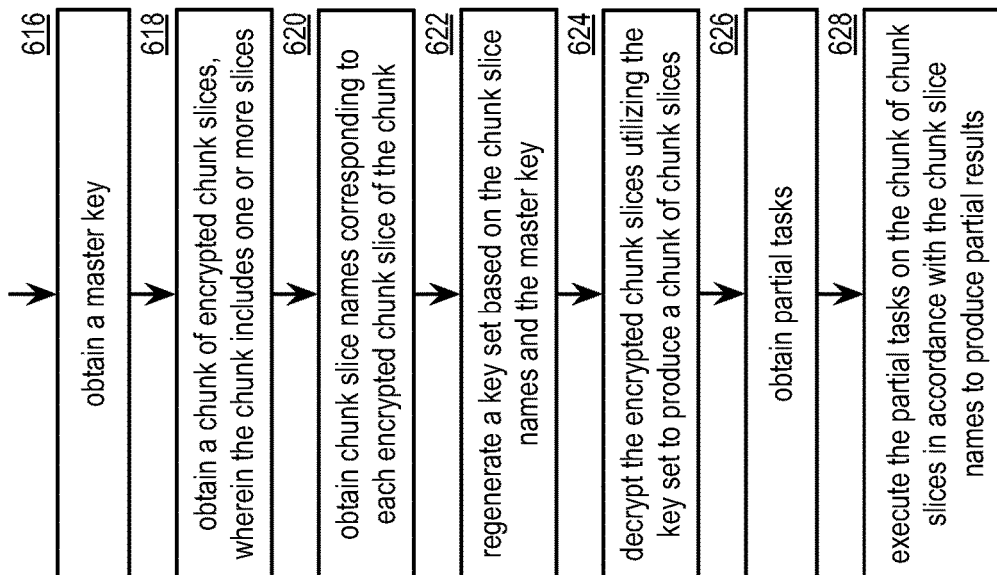 616
obtain a master key
618
obtain a chunk of encrypted chunk slices,
wherein the chunk includes one or more slices
620
obtain chunk slice names corresponding to
each encrypted chunk slice of the chunk
622
regenerate a key set based on the chunk slice
names and the master key
624
decrypt the encrypted chunk slices utilizing the
key set to produce a chunk of chunk slices
626
obtain partial tasks
628
execute the partial tasks on the chunk of chunk
slices in accordance with the chunk slice
names to produce partial results